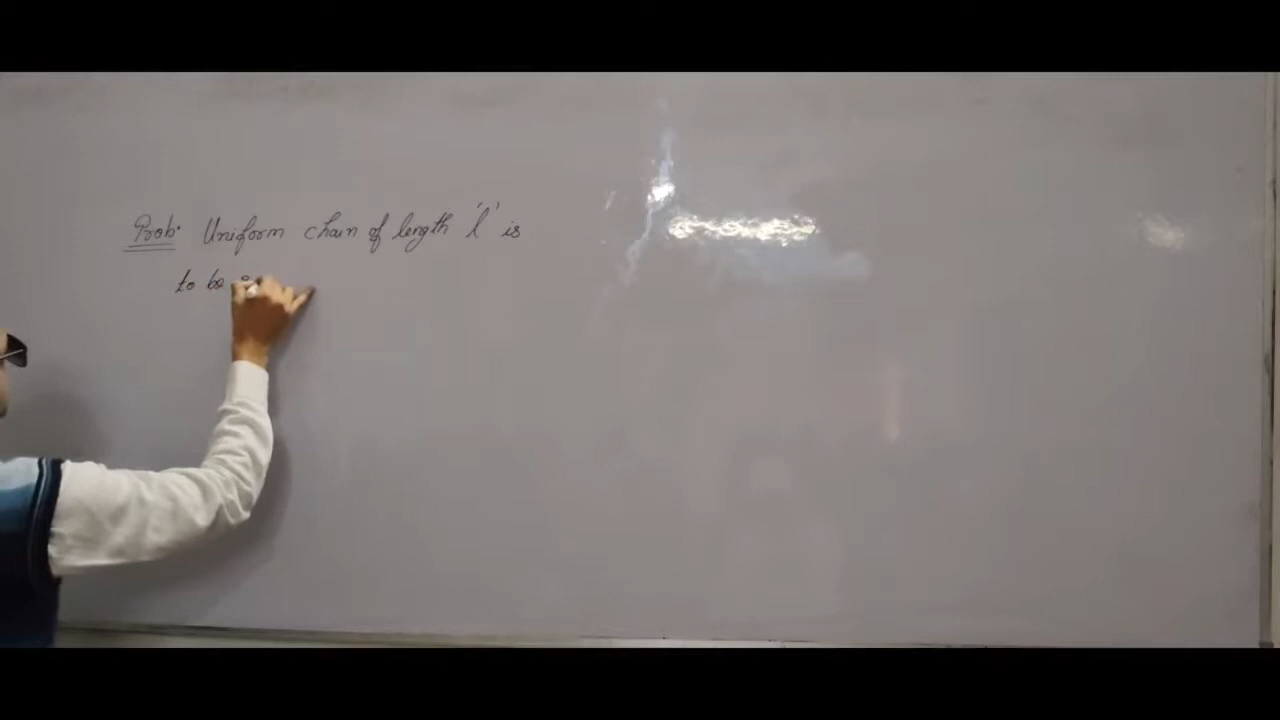 Prob. Uniform chain of length 'l' is
to be